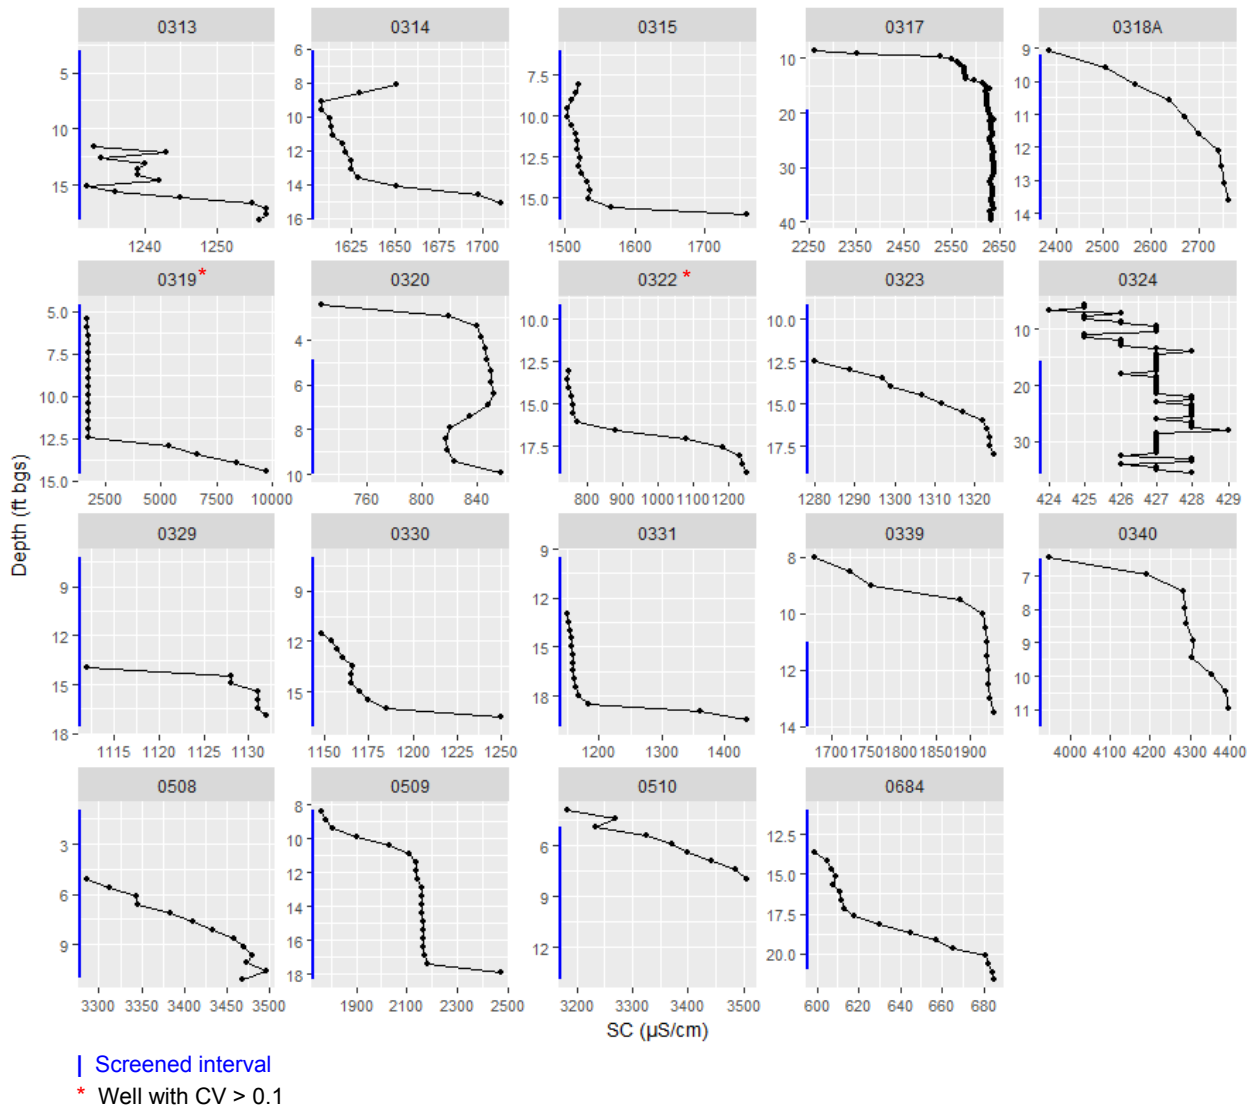 0313 0314 0315 0317 0318A
5 10 15
6 8 10 12 14 16
7.5 10.0 12.5 15.0
10 20 30 40
9 10 11 12 13 14
1240 1250
1625 1650 1675 1700
1500 1600 1700
2250 2350 2450 2550 2650
2400 2500 2600 2700
0319* 0320 0322 * 0323 0324
5.0 7.5 10.0 12.5 15.0
4 6 8 10
10.0 12.5 15.0 17.5
10.0 12.5 15.0 17.5
10 20 30
2500 5000 7500 10000
760 800 840
800 900 1000 1100 1200
1280 1290 1300 1310 1320
424 425 426 427 428 429
Depth (ft bgs)
0329 0330 0331 0339 0340
9 12 15 18
9 12 15
9 12 15 18
8 10 12 14
7 8 9 10 11
1115 1120 1125 1130
1150 1175 1200 1225 1250
1200 1300 1400
1700 1750 1800 1850 1900
4000 4100 4200 4300 4400
0508 0509 0510 0684
3 6 9
8 10 12 14 16 18
6 9 12
12.5 15.0 17.5 20.0
3300 3350 3400 3450 3500
1900 2100 2300 2500
3200 3300 3400 3500
600 620 640 660 680
SC (µS/cm)
| Screened interval
* Well with CV > 0.1